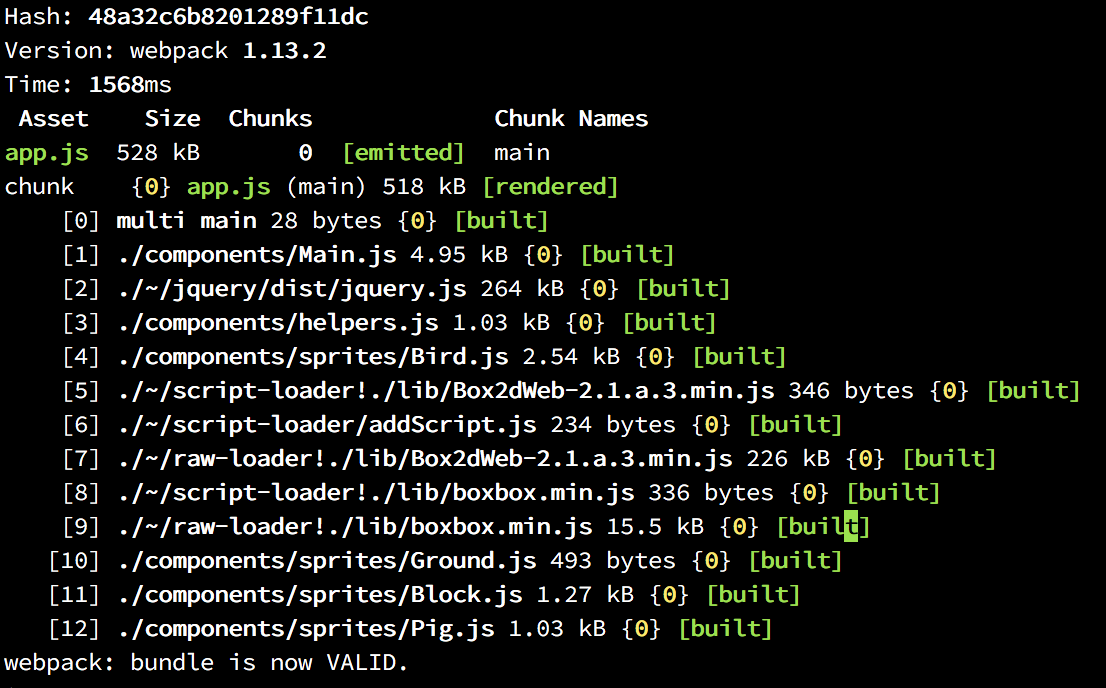 Hash: 48a32c6b8201289f11dc
Version: webpack 1.13.2
Time: 1568ms
 Asset    Size  Chunks             Chunk Names
app.js  528 kB       0  [emitted]  main
chunk    {0} app.js (main) 518 kB [rendered]
    [0] multi main 28 bytes {0} [built]
    [1] ./components/Main.js 4.95 kB {0} [built]
    [2] ./~/jquery/dist/jquery.js 264 kB {0} [built]
    [3] ./components/helpers.js 1.03 kB {0} [built]
    [4] ./components/sprites/Bird.js 2.54 kB {0} [built]
    [5] ./~/script-loader!./lib/Box2dWeb-2.1.a.3.min.js 346 bytes {0} [built]
    [6] ./~/script-loader/addScript.js 234 bytes {0} [built]
    [7] ./~/raw-loader!./lib/Box2dWeb-2.1.a.3.min.js 226 kB {0} [built]
    [8] ./~/script-loader!./lib/boxbox.min.js 336 bytes {0} [built]
    [9] ./~/raw-loader!./lib/boxbox.min.js 15.5 kB {0} [built]
   [10] ./components/sprites/Ground.js 493 bytes {0} [built]
   [11] ./components/sprites/Block.js 1.27 kB {0} [built]
   [12] ./components/sprites/Pig.js 1.03 kB {0} [built]
webpack: bundle is now VALID.